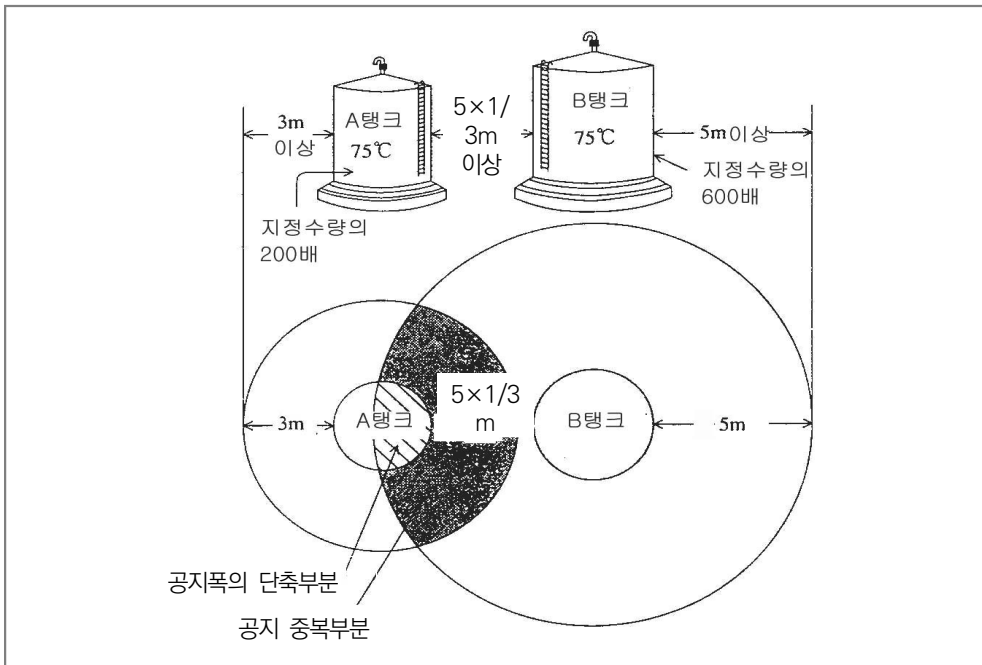 3m
이상
A탱크
75℃
5×1/
3m
이상
B탱크
75℃
5m이상
지정수량의
600배
지정수량의
200배
3m
A탱크
5×1/3
m
B탱크
5m
공지폭의 단축부분
공지 중복부분